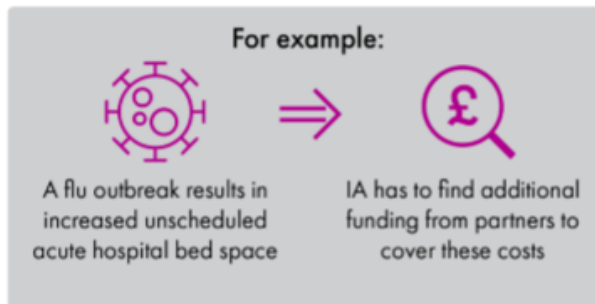 For example:
A flu outbreak results in
increased unscheduled
acute hospital bed space
£
IA has to find additional
funding from partners to
cover these costs